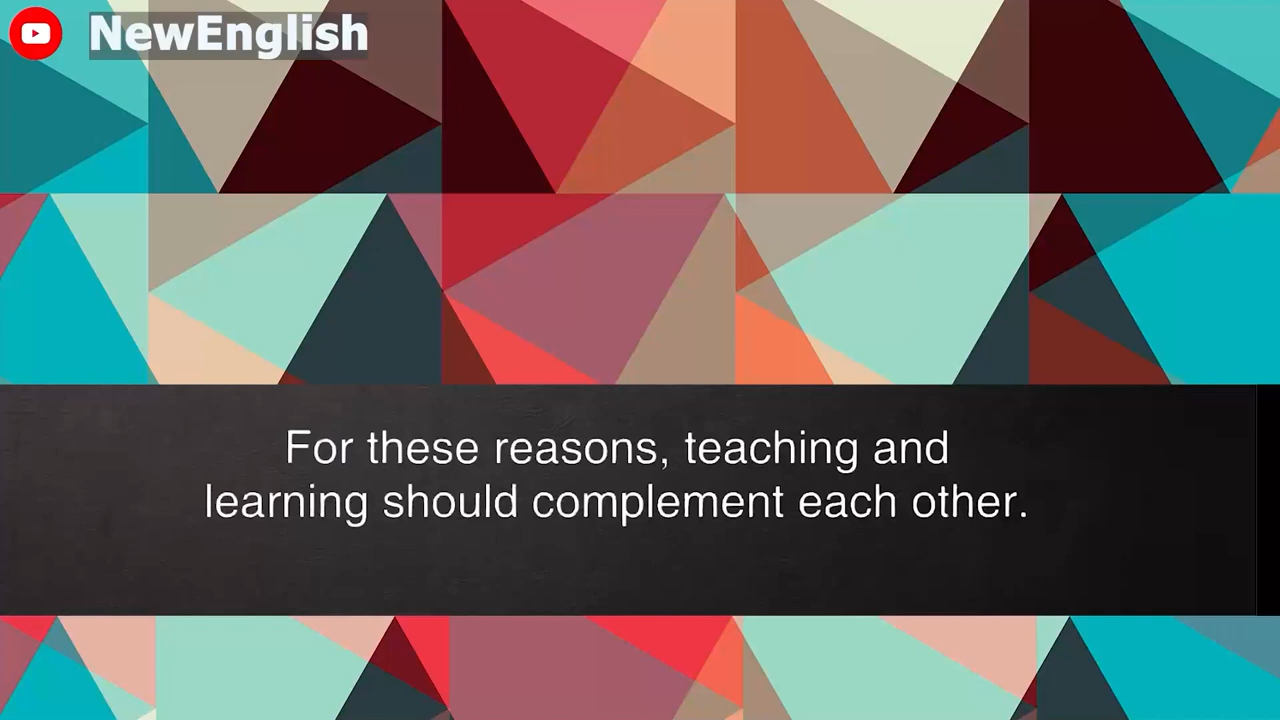 NewEnglish
For these reasons, teaching and
learning should complement each other.